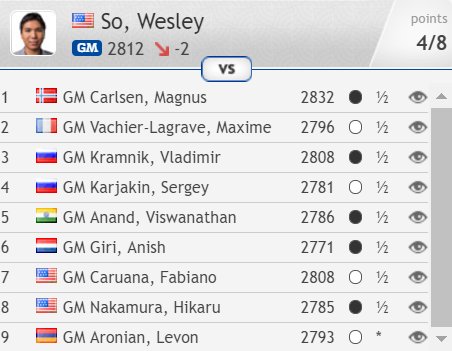 So, Wesley
points
GM 2812 -2
4/8
VS
1 GM Carlsen, Magnus 2832 ½
2 GM Vachier-Lagrave, Maxime 2796 ½
3 GM Kramnik, Vladimir 2808 ½
4 GM Karjakin, Sergey 2781 ½
5 GM Anand, Viswanathan 2786 ½
6 GM Giri, Anish 2771 ½
7 GM Caruana, Fabiano 2808 ½
8 GM Nakamura, Hikaru 2785 ½
9 GM Aronian, Levon 2793 *